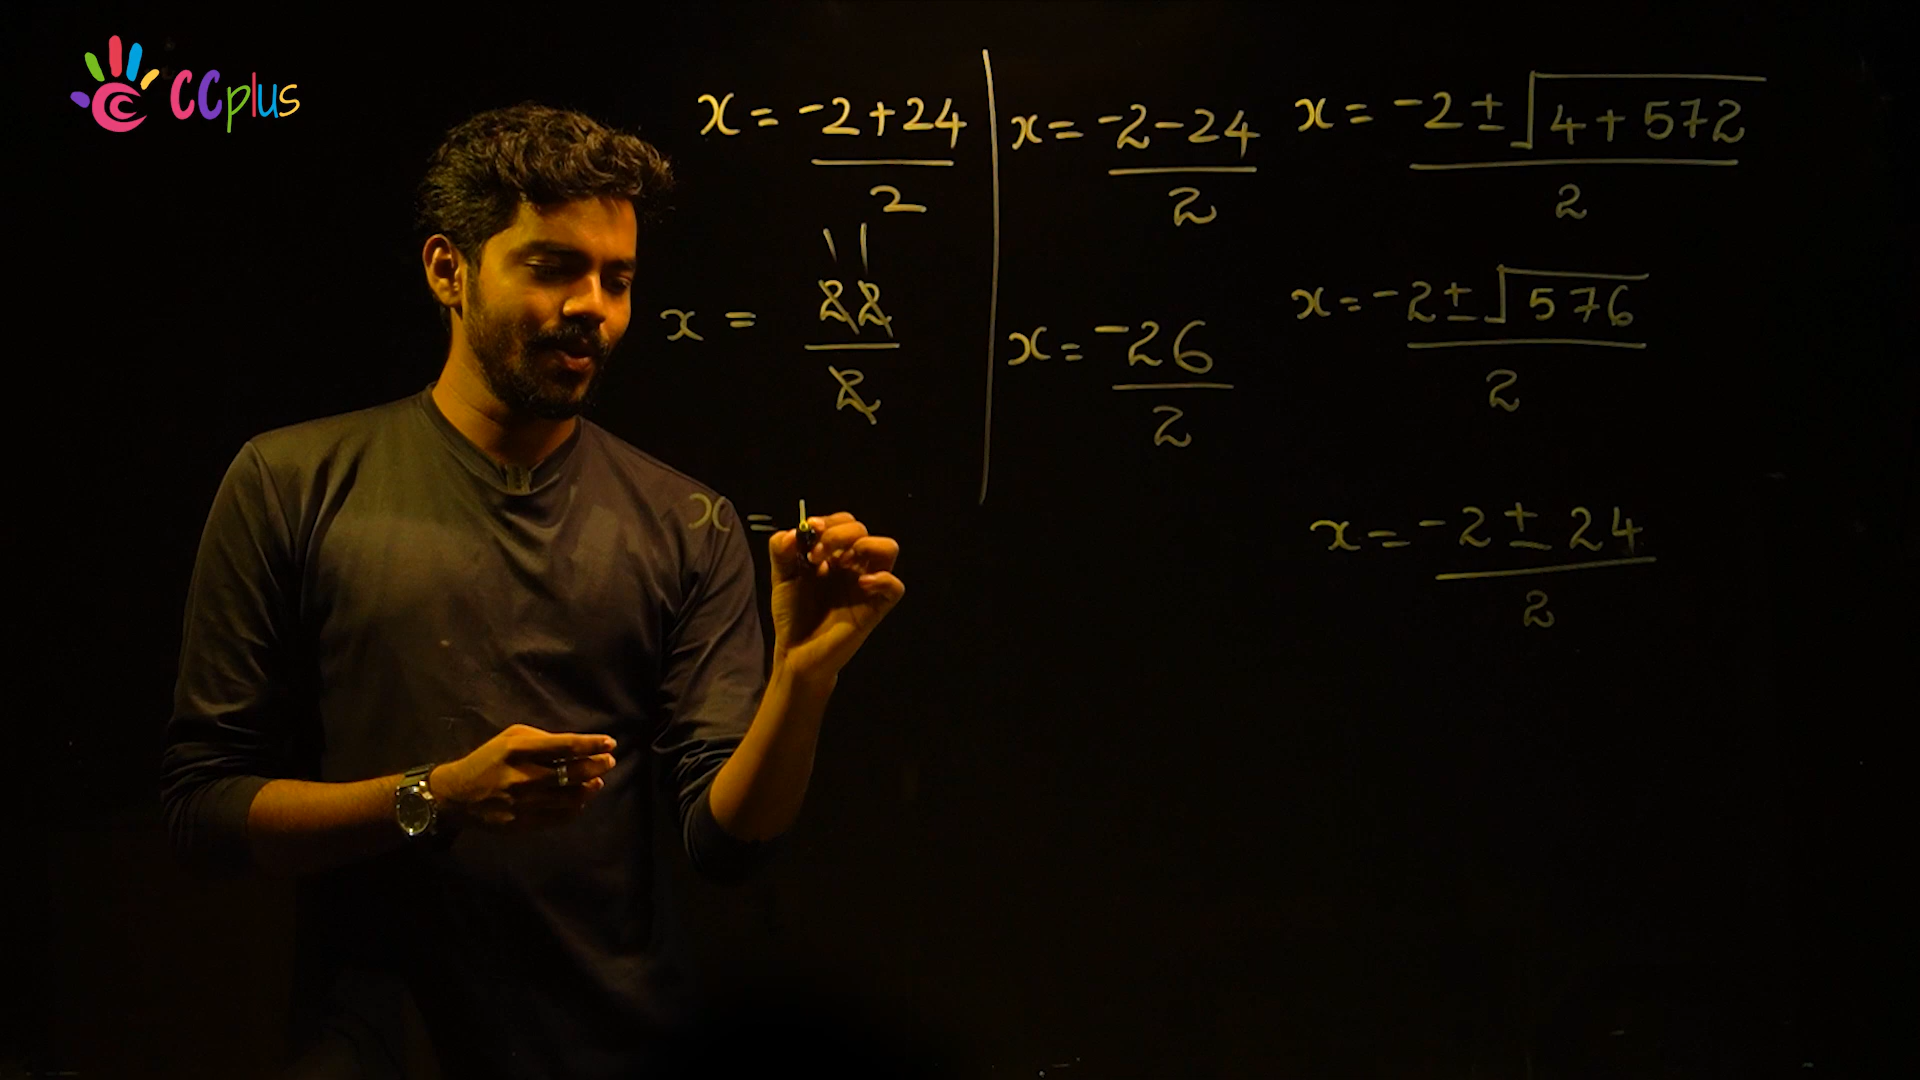 CCplus
x = -2+24
2
11
x = 22
2
x = 1
x = -2-24
2
x = -26
2
x = -2 ± √4+572
2
x = -2 ± √576
2
x = -2 ± 24
2